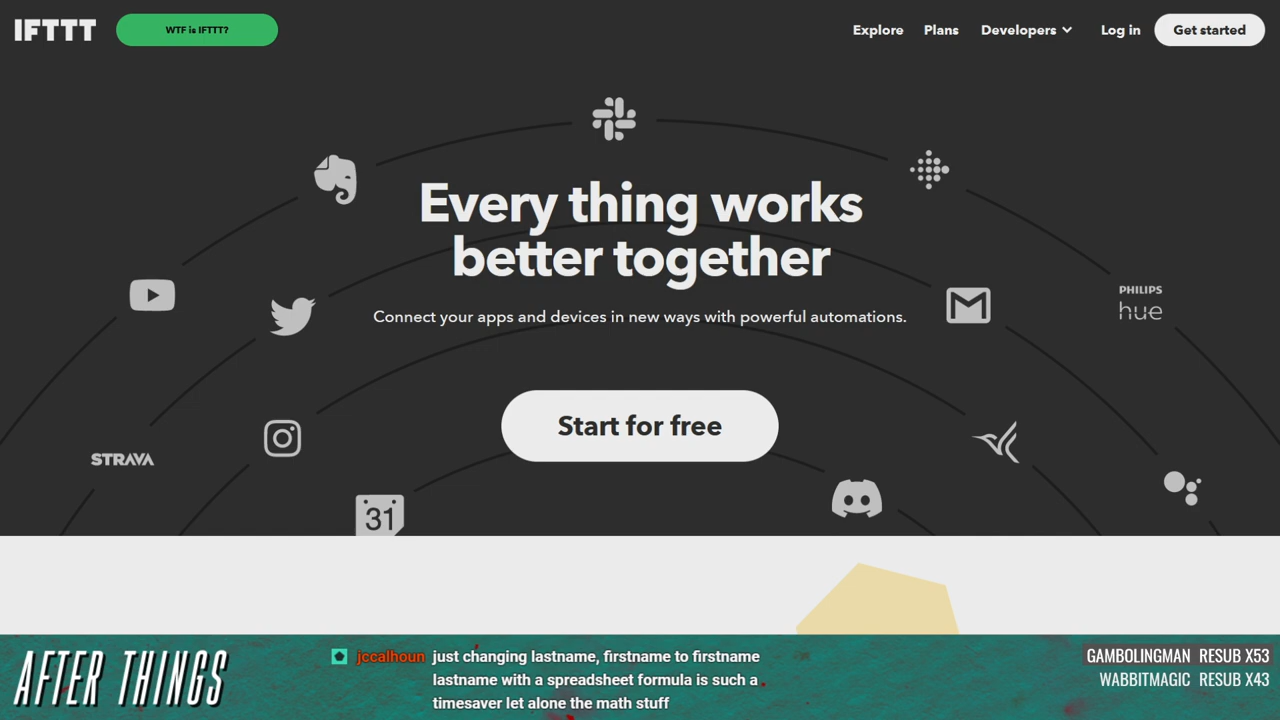 IFTTT
WTF is IFTTT?
Explore
Plans
Developers
Log in
Get started
Every thing works
better together
Connect your apps and devices in new ways with powerful automations.
PHILIPS
hue
Start for free
STRAVA
31
AFTER THINGS
jccalhoun just changing lastname, firstname to firstname
lastname with a spreadsheet formula is such a
timesaver let alone the math stuff
GAMBOLINGMAN RESUB X53
WABBITMAGIC RESUB X43